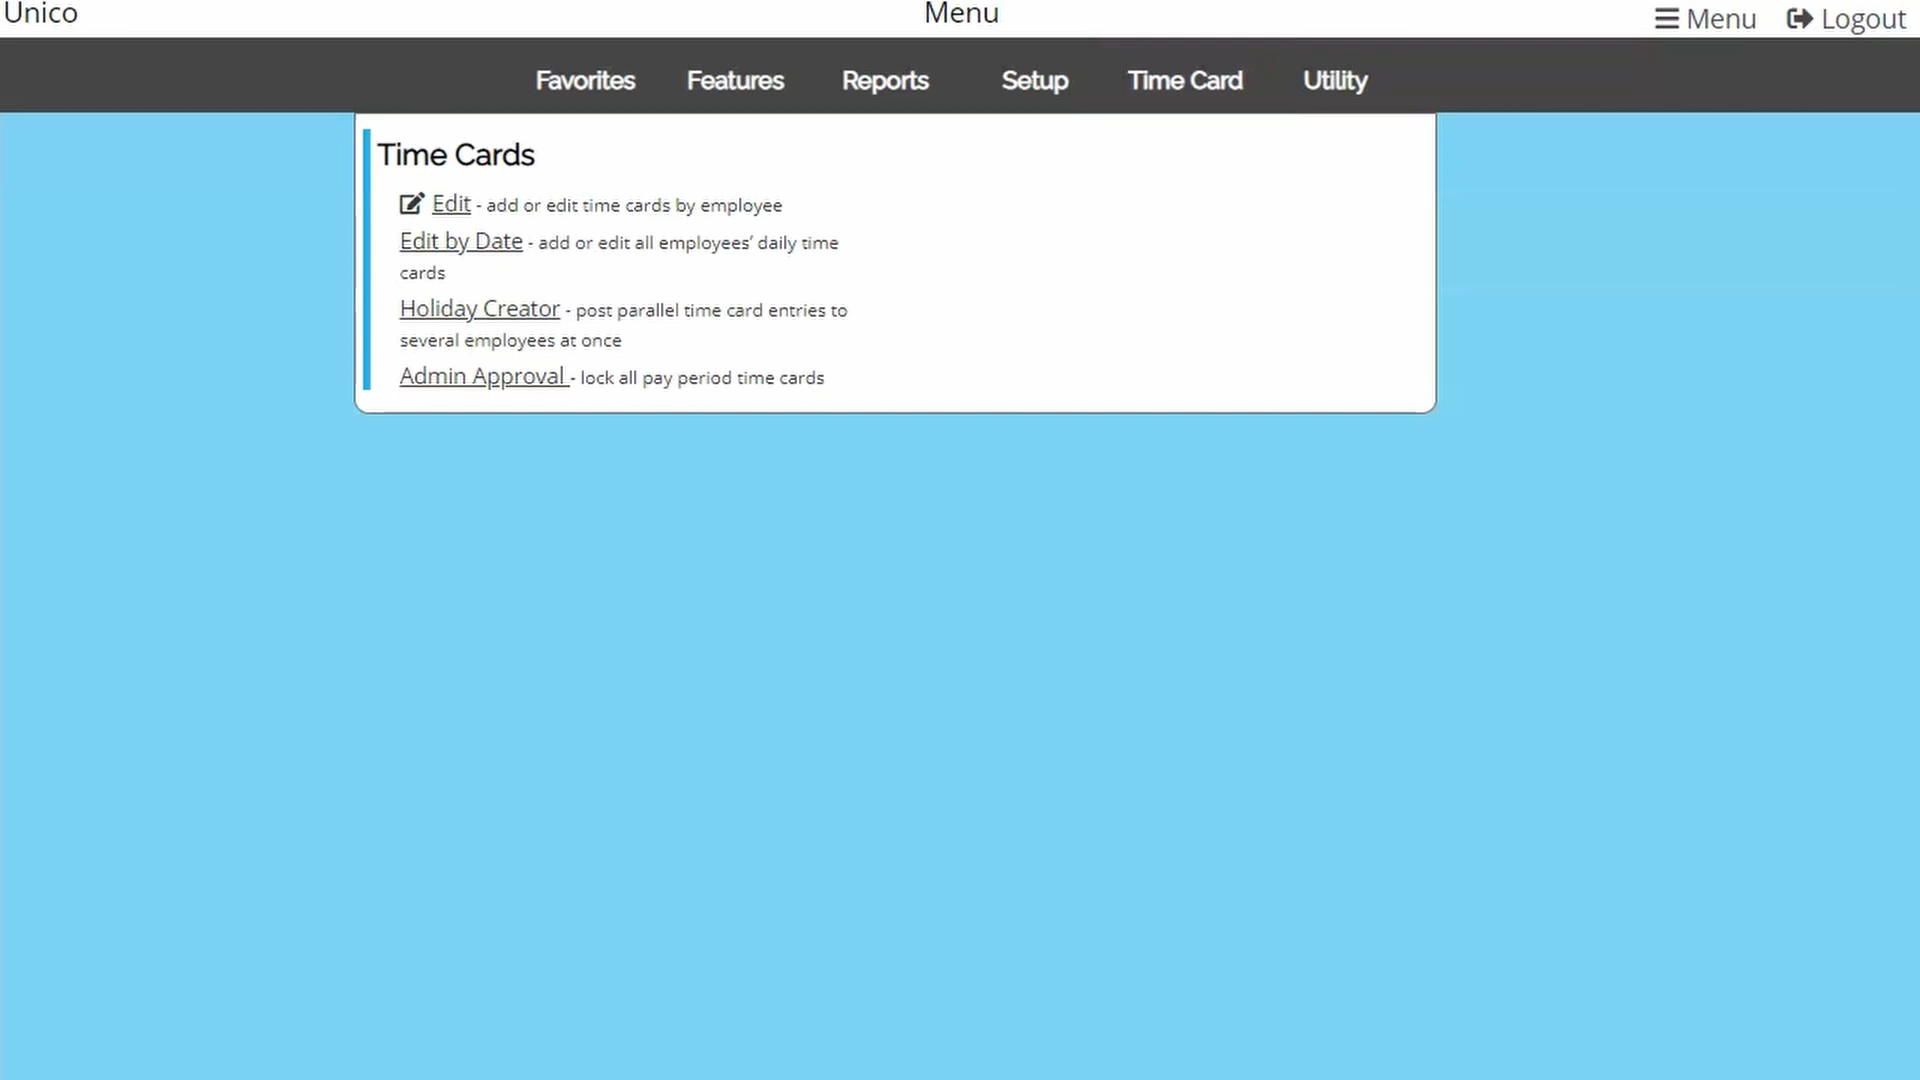 Unico
Menu
Menu
Logout
Favorites
Features
Reports
Setup
Time Card
Utility
Time Cards
Edit - add or edit time cards by employee
Edit by Date - add or edit all employees’ daily time
cards
Holiday Creator - post parallel time card entries to
several employees at once
Admin Approval - lock all pay period time cards